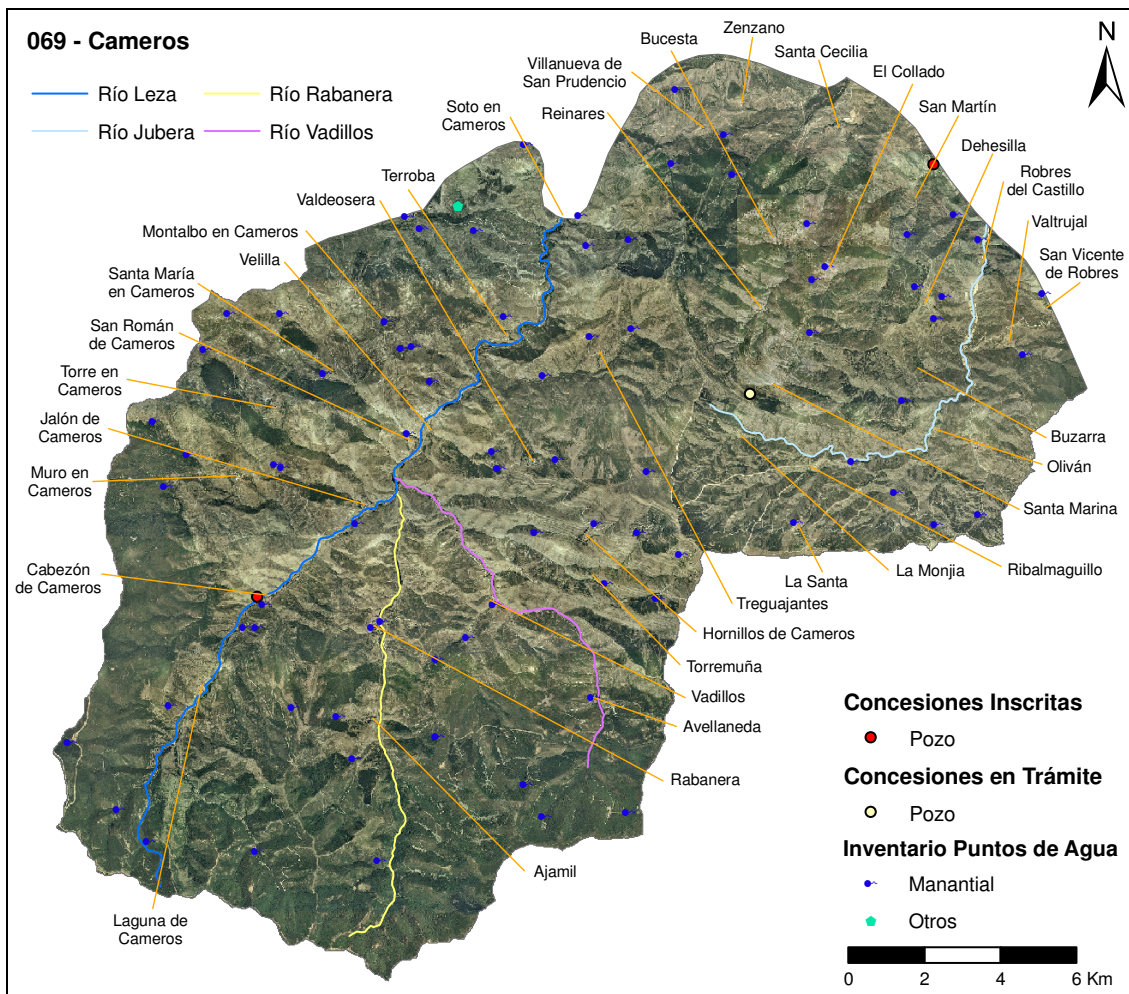 069 - Cameros
Río Leza
Río Rabanera
Río Jubera
Río Vadillos
N
Zenzano
Bucesta
Santa Cecilia
Villanueva de
San Prudencio
El Collado
Reinares
San Martín
Soto en
Cameros
Dehesilla
Terroba
Robres
del Castillo
Valdeosera
Valtrujal
Montalbo en Cameros
San Vicente
de Robres
Velilla
Santa María
en Cameros
San Román
de Cameros
Torre en
Cameros
Jalón de
Cameros
Buzarra
Muro en
Cameros
Oliván
Santa Marina
Cabezón
de Cameros
La Santa
La Monjia
Ribalmaguillo
Treguajantes
Hornillos de Cameros
Torremuña
Vadillos
Avellaneda
Rabanera
Ajamil
Laguna de
Cameros
Concesiones Inscritas
Pozo
Concesiones en Trámite
Pozo
Inventario Puntos de Agua
Manantial
Otros
0 2 4 6 Km